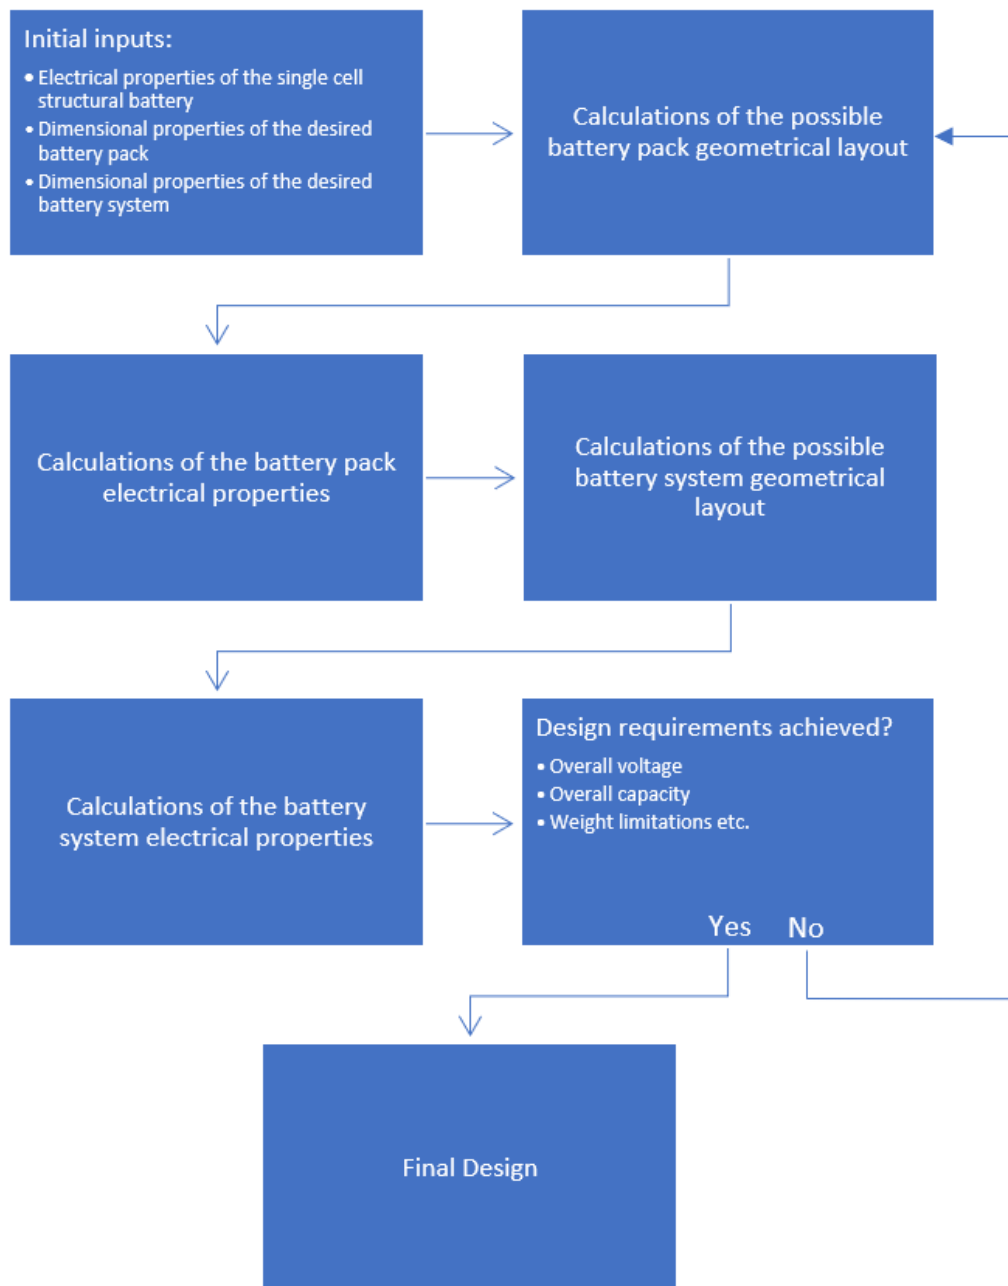 Initial inputs:
• Electrical properties of the single cell
structural battery
• Dimensional properties of the desired
battery pack
• Dimensional properties of the desired
battery system
Calculations of the possible
battery pack geometrical layout
Calculations of the battery pack
electrical properties
Calculations of the possible
battery system geometrical
layout
Calculations of the battery
system electrical properties
Design requirements achieved?
• Overall voltage
• Overall capacity
• Weight limitations etc.
Yes No
Final Design